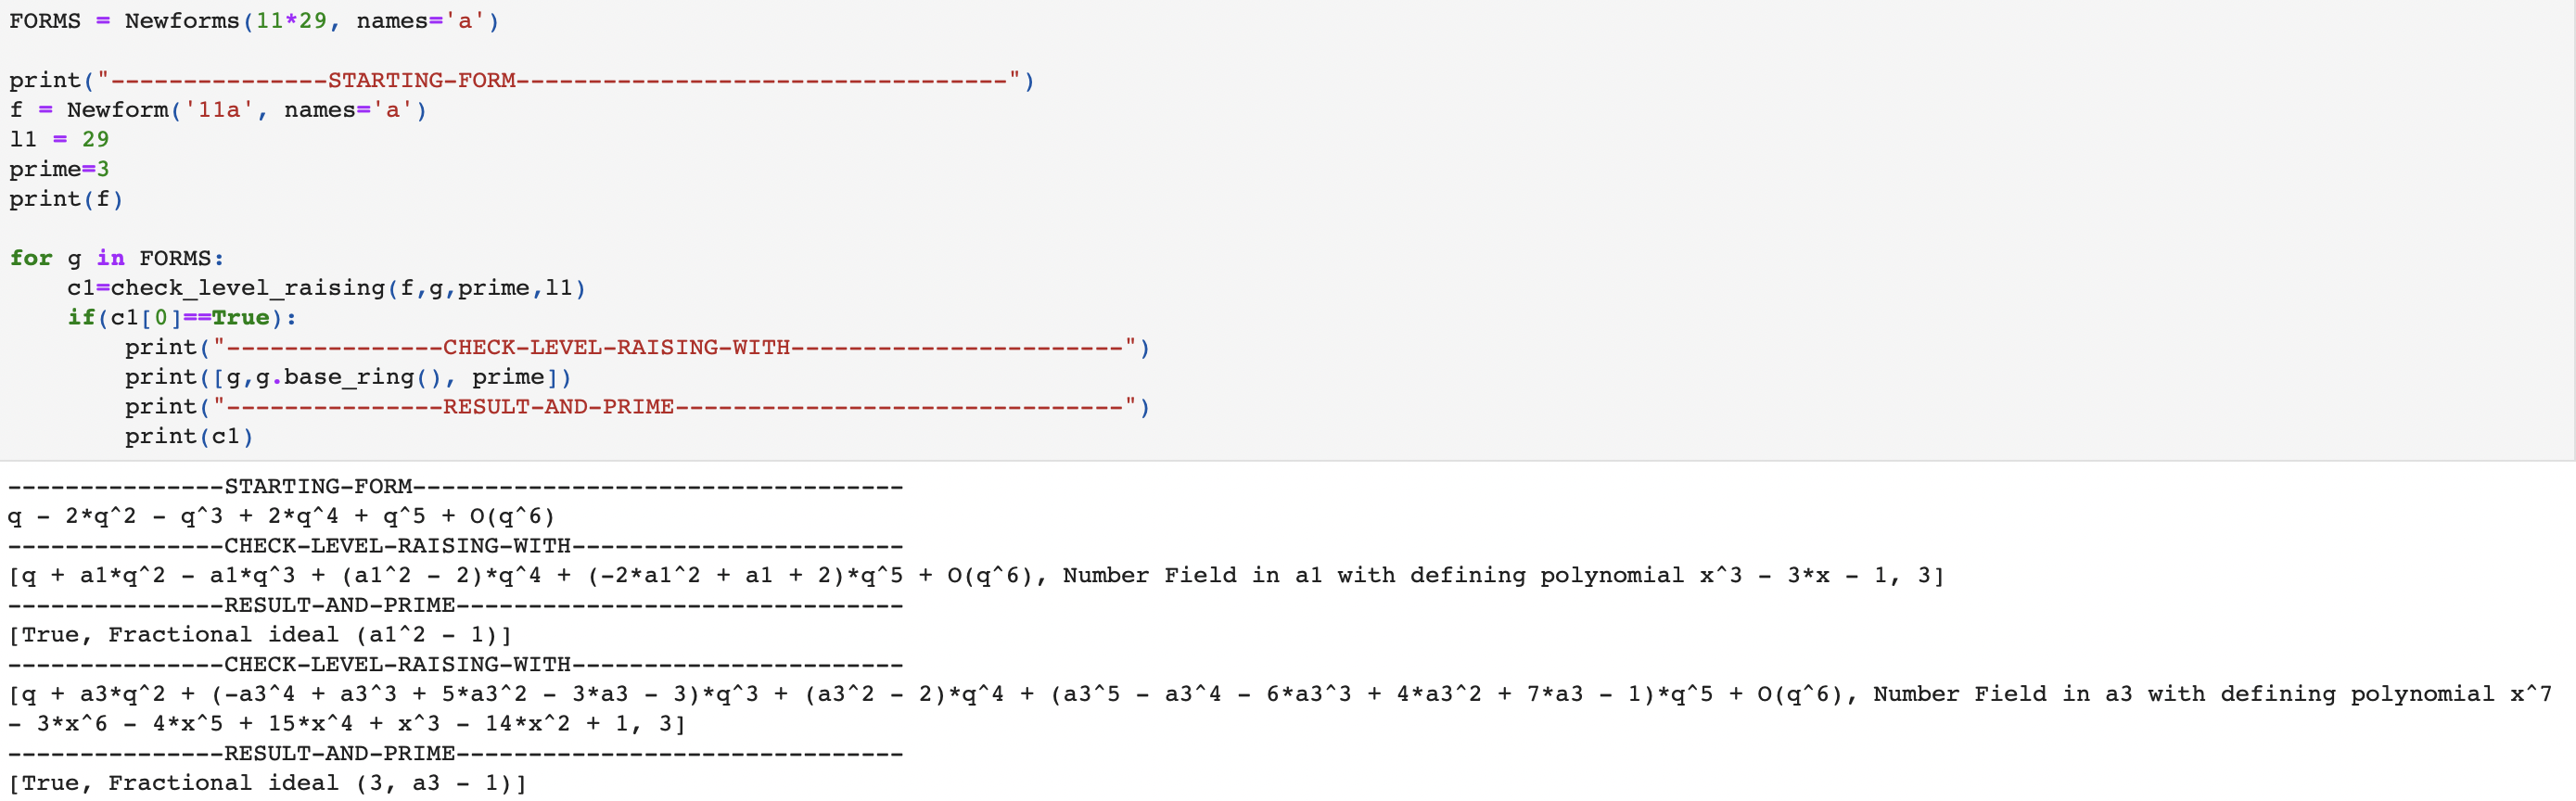 FORMS = Newforms(11*29, names='a')
print("---------------STARTING-FORM----------------------------------")
f = Newform('11a', names='a')
l1 = 29
prime=3
print(f)
for g in FORMS:
    c1=check_level_raising(f,g,prime,l1)
    if(c1[0]==True):
        print("---------------CHECK-LEVEL-RAISING-WITH-----------------------")
        print([g,g.base_ring(), prime])
        print("---------------RESULT-AND-PRIME-------------------------------")
        print(c1)
---------------STARTING-FORM----------------------------------
q - 2*q^2 - q^3 + 2*q^4 + q^5 + O(q^6)
---------------CHECK-LEVEL-RAISING-WITH-----------------------
[q + a1*q^2 - a1*q^3 + (a1^2 - 2)*q^4 + (-2*a1^2 + a1 + 2)*q^5 + O(q^6), Number Field in a1 with defining polynomial x^3 - 3*x - 1, 3]
---------------RESULT-AND-PRIME-------------------------------
[True, Fractional ideal (a1^2 - 1)]
---------------CHECK-LEVEL-RAISING-WITH-----------------------
[q + a3*q^2 + (-a3^4 + a3^3 + 5*a3^2 - 3*a3 - 3)*q^3 + (a3^2 - 2)*q^4 + (a3^5 - a3^4 - 6*a3^3 + 4*a3^2 + 7*a3 - 1)*q^5 + O(q^6), Number Field in a3 with defining polynomial x^7
- 3*x^6 - 4*x^5 + 15*x^4 + x^3 - 14*x^2 + 1, 3]
---------------RESULT-AND-PRIME-------------------------------
[True, Fractional ideal (3, a3 - 1)]